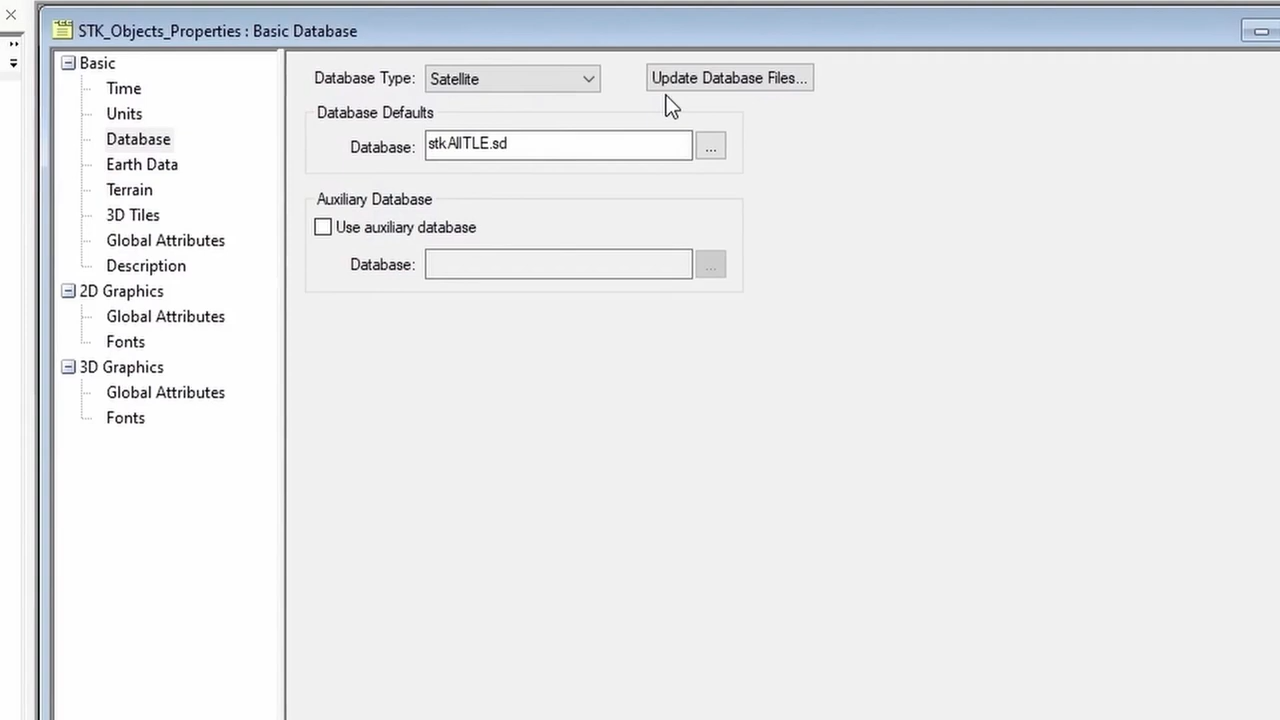 STK_Objects_Properties : Basic Database
Basic
Time
Units
Database
Earth Data
Terrain
3D Tiles
Global Attributes
Description
2D Graphics
Global Attributes
Fonts
3D Graphics
Global Attributes
Fonts
Database Type: Satellite Update Database Files...
Database Defaults
Database: stkAllTLE.sd ...
Auxiliary Database
Use auxiliary database
Database: ...